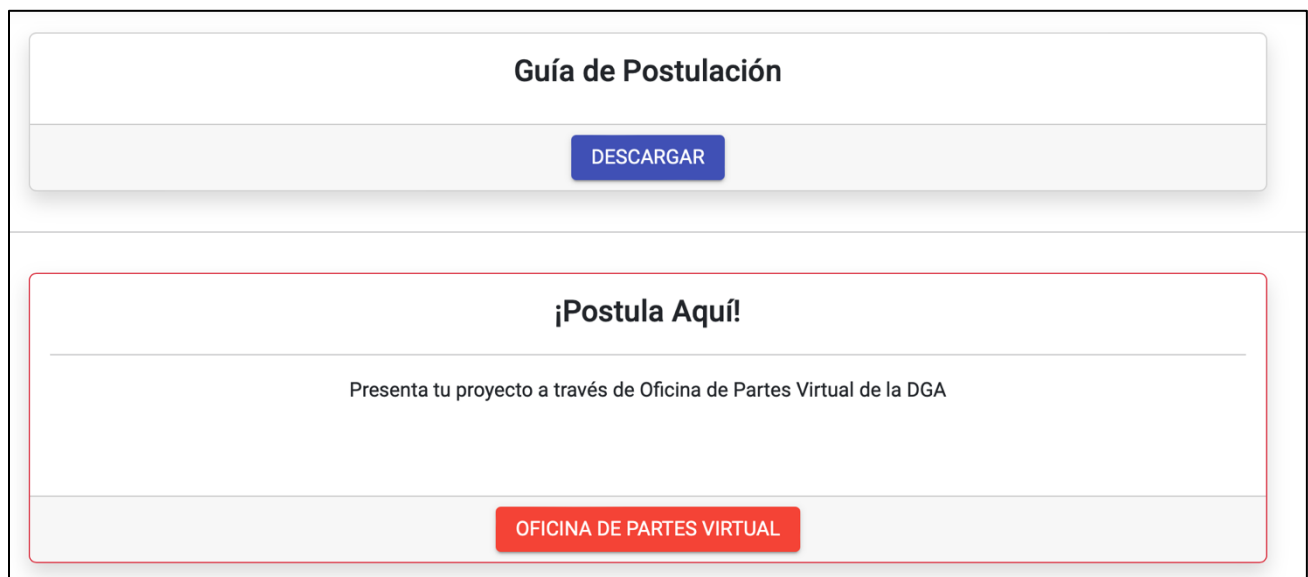 Guía de Postulación
DESCARGAR
¡Postula Aquí!
Presenta tu proyecto a través de Oficina de Partes Virtual de la DGA
OFICINA DE PARTES VIRTUAL